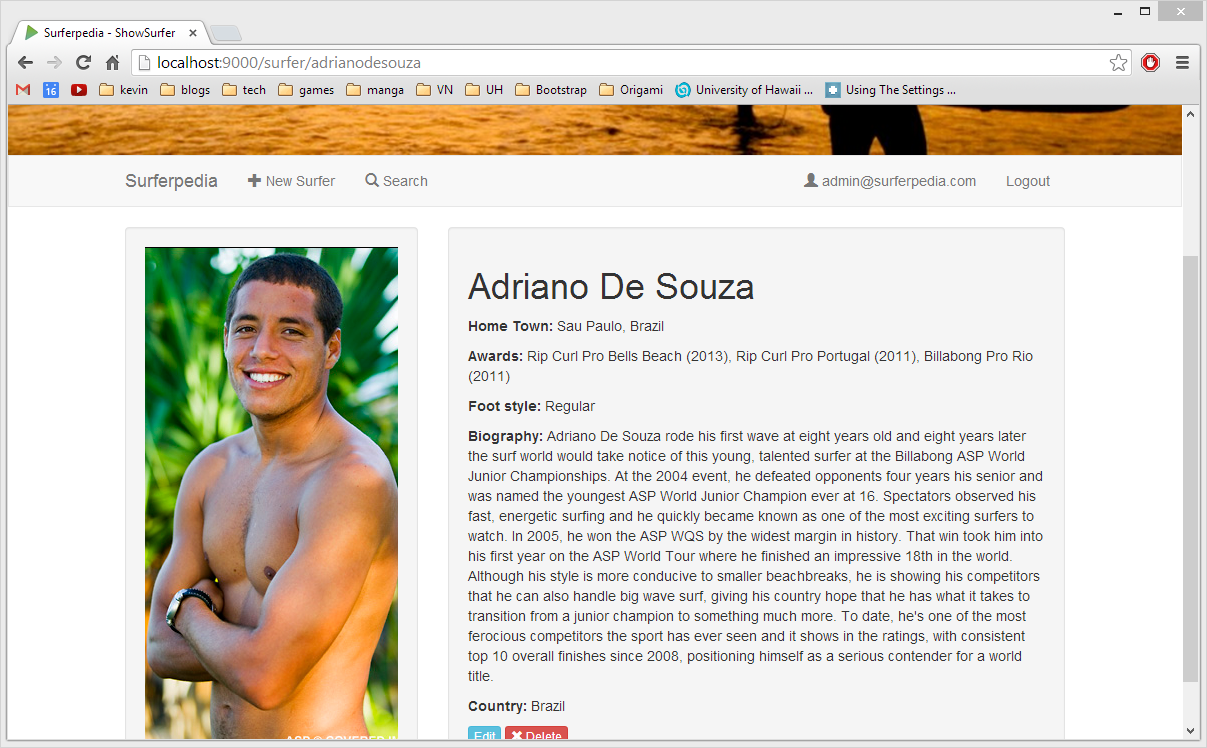 Surferpedia - ShowSurfer
localhost:9000/surfer/adrianodesouza
16 kevin blogs tech games manga VN UH Bootstrap Origami University of Hawaii ... Using The Settings ...
Surferpedia New Surfer Search admin@surferpedia.com Logout
Adriano De Souza
Home Town: Sau Paulo, Brazil
Awards: Rip Curl Pro Bells Beach (2013), Rip Curl Pro Portugal (2011), Billabong Pro Rio
(2011)
Foot style: Regular
Biography: Adriano De Souza rode his first wave at eight years old and eight years later
the surf world would take notice of this young, talented surfer at the Billabong ASP World
Junior Championships. At the 2004 event, he defeated opponents four years his senior and
was named the youngest ASP World Junior Champion ever at 16. Spectators observed his
fast, energetic surfing and he quickly became known as one of the most exciting surfers to
watch. In 2005, he won the ASP WQS by the widest margin in history. That win took him into
his first year on the ASP World Tour where he finished an impressive 18th in the world.
Although his style is more conducive to smaller beachbreaks, he is showing his competitors
that he can also handle big wave surf, giving his country hope that he has what it takes to
transition from a junior champion to something much more. To date, he's one of the most
ferocious competitors the sport has ever seen and it shows in the ratings, with consistent
top 10 overall finishes since 2008, positioning himself as a serious contender for a world
title.
Country: Brazil
Edit Delete